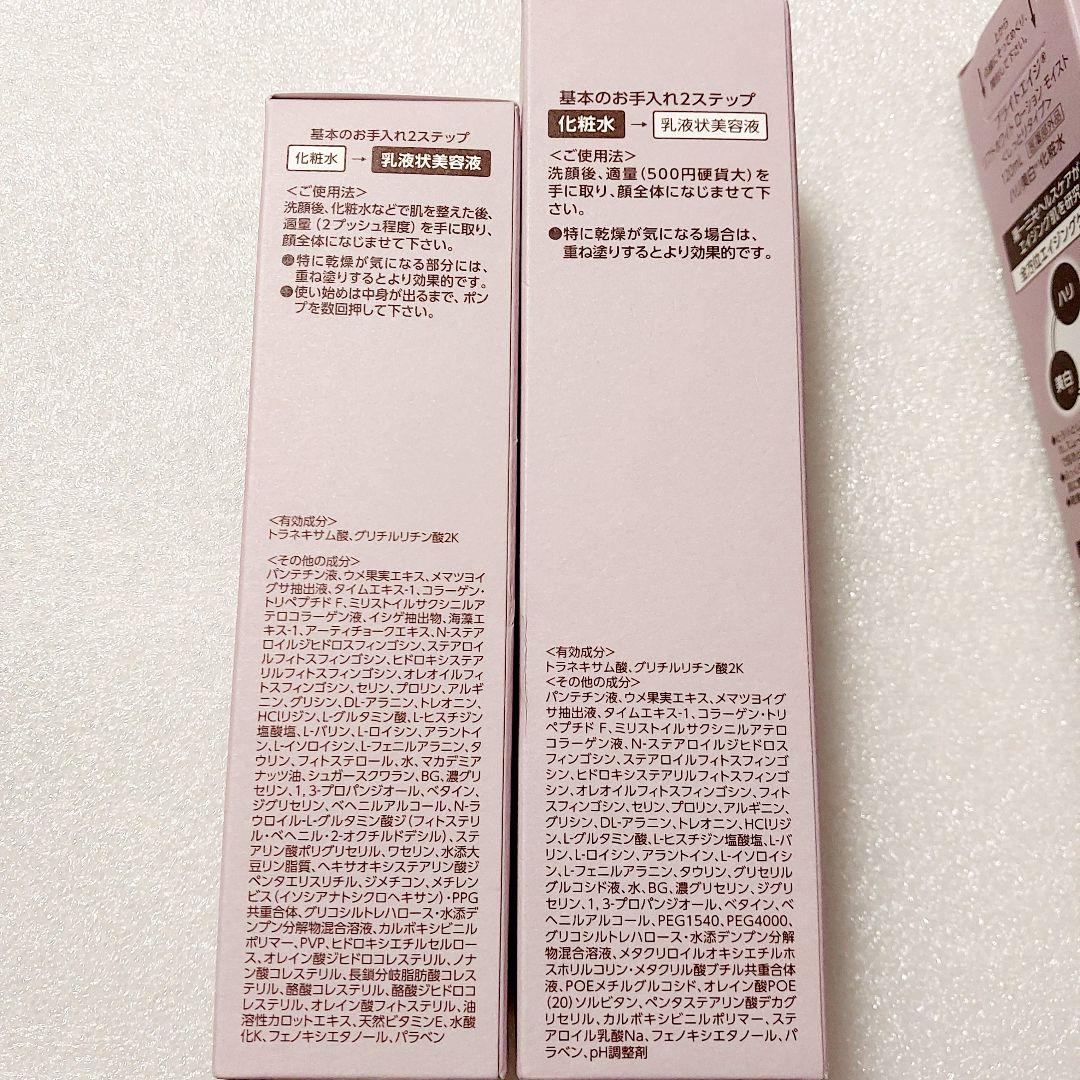 基本のお手入れ2ステップ
化粧水 → 乳液状美容液
＜ご使用法＞
洗顔後、化粧水などで肌を整えた後、
適量（2プッシュ程度）を手に取り、
顔全体になじませて下さい。
●特に乾燥が気になる部分には、
重ね塗りするとより効果的です。
●使い始めは中身が出るまで、ポン
プを数回押して下さい。
＜有効成分＞
トラネキサム酸、グリチルリチン酸2K
＜その他の成分＞
パンテチン液、ウメ果実エキス、メマツヨイ
グサ抽出液、タイムエキス-1、コラーゲン・
トリペプチド F、ミリストイルサクシニルア
テロコラーゲン液、イシゲ抽出物、海藻エ
キス-1、アーティチョークエキス、N-ステア
ロイルジヒドロスフィンゴシン、ステアロイ
ルフィトスフィンゴシン、ヒドロキシステア
リルフィトスフィンゴシン、オレオイルフィ
トスフィンゴシン、セリン、プロリン、アルギ
ニン、グリシン、DL-アラニン、トレオニン、
HClリジン、L-グルタミン酸、L-ヒスチジン
塩酸塩、L-バリン、L-ロイシン、アラントイ
ン、L-イソロイシン、L-フェニルアラニン、タ
ウリン、フィトステロール、水、マカデミア
ナッツ油、シュガースクワラン、BG、濃グリ
セリン、1，3-プロパンジオール、ベタイン、
ジグリセリン、ベヘニルアルコール、N-ラ
ウロイル-L-グルタミン酸ジ（フィトステリ
ル・ベヘニル・2-オクチルドデシル）、ステ
アリン酸ポリグリセリル、ワセリン、水添大
豆リン脂質、ヘキサオキシステアリン酸ジ
ペンタエリスリチル、ジメチコン、メチレン
ビス（イソシアナトシクロヘキサン）・PPG
共重合体、グリコシルトレハロース・水添デ
ンプン分解物混合溶液、カルボキシビニル
ポリマー、PVP、ヒドロキシエチルセルロー
ス、オレイン酸ジヒドロコレステリル、ノナ
ン酸コレステリル、長鎖分岐脂肪酸コレス
テリル、酪酸コレステリル、酪酸ジヒドロコ
レステリル、オレイン酸フィトステリル、油
溶性カロットエキス、天然ビタミンE、水酸
化K、フェノキシエタノール、パラベン
基本のお手入れ2ステップ
化粧水 → 乳液状美容液
＜ご使用法＞
洗顔後、適量（500円硬貨大）を
手に取り、顔全体になじませて下
さい。
●特に乾燥が気になる場合は、
重ね塗りするとより効果的です。
＜有効成分＞
トラネキサム酸、グリチルリチン酸2K
＜その他の成分＞
パンテチン液、ウメ果実エキス、メマツヨイグ
サ抽出液、タイムエキス-1、コラーゲン・トリ
ペプチド F、ミリストイルサクシニルアテロ
コラーゲン液、N-ステアロイルジヒドロス
フィンゴシン、ステアロイルフィトスフィンゴ
シン、ヒドロキシステアリルフィトスフィンゴ
シン、オレオイルフィトスフィンゴシン、フィト
スフィンゴシン、セリン、プロリン、アルギニン、
グリシン、DL-アラニン、トレオニン、HClリジ
ン、L-グルタミン酸、L-ヒスチジン塩酸塩、L-バ
リン、L-ロイシン、アラントイン、L-イソロイシ
ン、L-フェニルアラニン、タウリン、グリセリル
グルコシド液、水、BG、濃グリセリン、ジグリ
セリン、1，3-プロパンジオール、ベタイン、ベ
ヘニルアルコール、PEG1540、PEG4000、
グリコシルトレハロース・水添デンプン分解
物混合溶液、メタクリロイルオキシエチルホ
スホリルコリン・メタクリル酸ブチル共重合体
液、POEメチルグルコシド、オレイン酸POE
（20）ソルビタン、ペンタステアリン酸デカグ
リセリル、カルボキシビニルポリマー、ステ
アロイル乳酸Na、フェノキシエタノール、パ
ラベン、pH調整剤
ブライトエイジ®
ローション モイスト
120mL 医薬部外品
ハリ美白・化粧水
第一三共ヘルスケアが
エイジング肌を研究
ハリ
美白